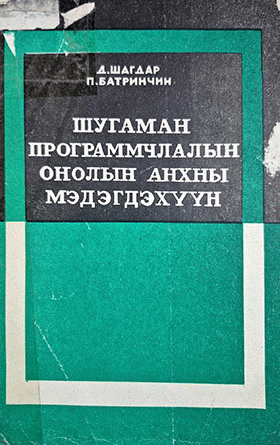 Д.ШАГДАР
П.БАТРИНЧИН
ШУГАМАН
ПРОГРАММЧЛАЛЫН
ОНОЛЫН АНХНЫ
МЭДЭГДЭХҮҮН